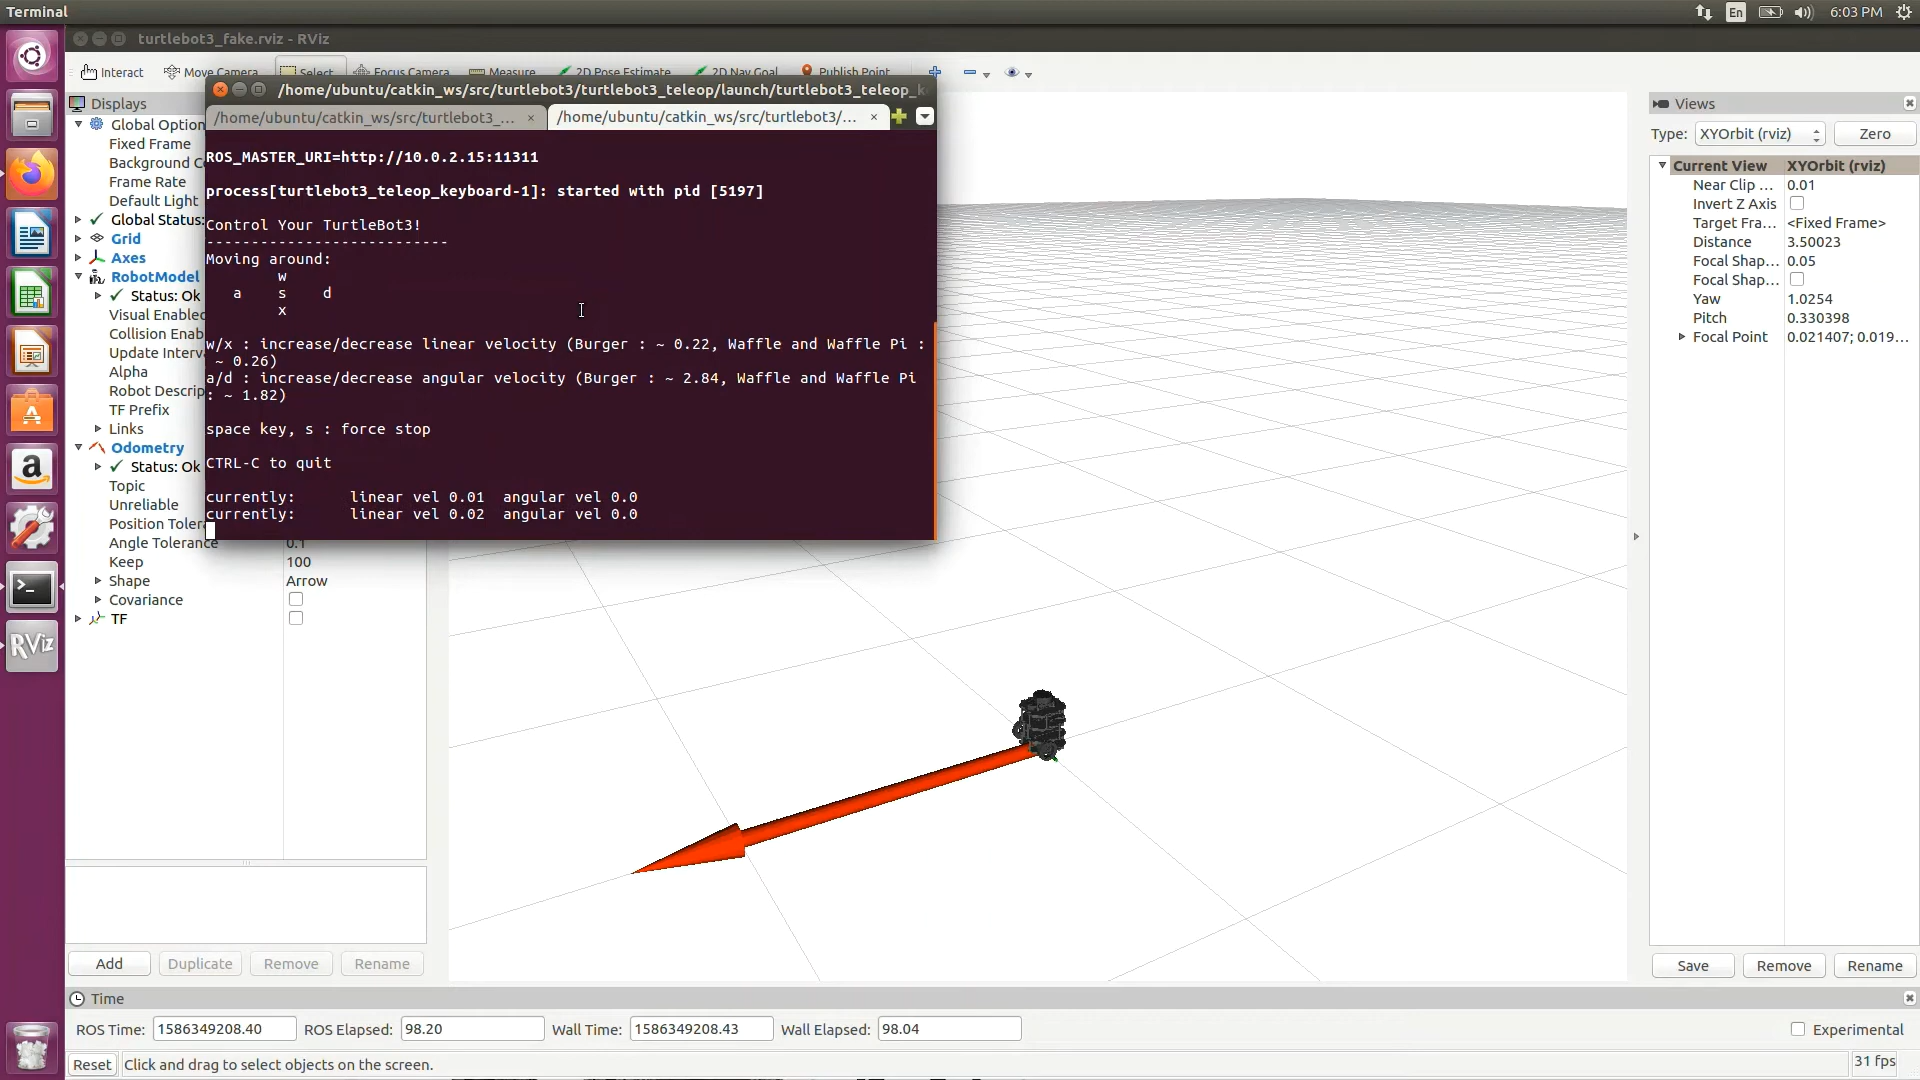 Terminal
En
6:03 PM
turtlebot3_fake.rviz - RViz
Interact
Move Camera
Select
Focus Camera
Measure
2D Pose Estimate
2D Nav Goal
Publish Point
/home/ubuntu/catkin_ws/src/turtlebot3/turtlebot3_teleop/launch/turtlebot3_teleop_k
/home/ubuntu/catkin_ws/src/turtlebot3_... ×
/home/ubuntu/catkin_ws/src/turtlebot3/... ×
ROS_MASTER_URI=http://10.0.2.15:11311
process[turtlebot3_teleop_keyboard-1]: started with pid [5197]
Control Your TurtleBot3!
---------------------------
Moving around:
w
a s d
x
w/x : increase/decrease linear velocity (Burger : ~ 0.22, Waffle and Waffle Pi :
~ 0.26)
a/d : increase/decrease angular velocity (Burger : ~ 2.84, Waffle and Waffle Pi
: ~ 1.82)
space key, s : force stop
CTRL-C to quit
currently: linear vel 0.01 angular vel 0.0
currently: linear vel 0.02 angular vel 0.0
Displays
Global Option
Fixed Frame
Background C
Frame Rate
Default Light
Global Status:
Grid
Axes
RobotModel
Status: Ok
Visual Enable
Collision Enab
Update Interv
Alpha
Robot Descrip
TF Prefix
Links
Odometry
Status: Ok
Topic
Unreliable
Position Tolera
Angle Tolerance 0.1
Keep 100
Shape Arrow
Covariance
TF
Add
Duplicate
Remove
Rename
Views
Type: XYOrbit (rviz) Zero
Current View XYOrbit (rviz)
Near Clip ... 0.01
Invert Z Axis
Target Fra... <Fixed Frame>
Distance 3.50023
Focal Shap... 0.05
Focal Shap...
Yaw 1.0254
Pitch 0.330398
Focal Point 0.021407; 0.019...
Save
Remove
Rename
RViz
Time
ROS Time: 1586349208.40 ROS Elapsed: 98.20 Wall Time: 1586349208.43 Wall Elapsed: 98.04 Experimental
Reset Click and drag to select objects on the screen. 31 fps